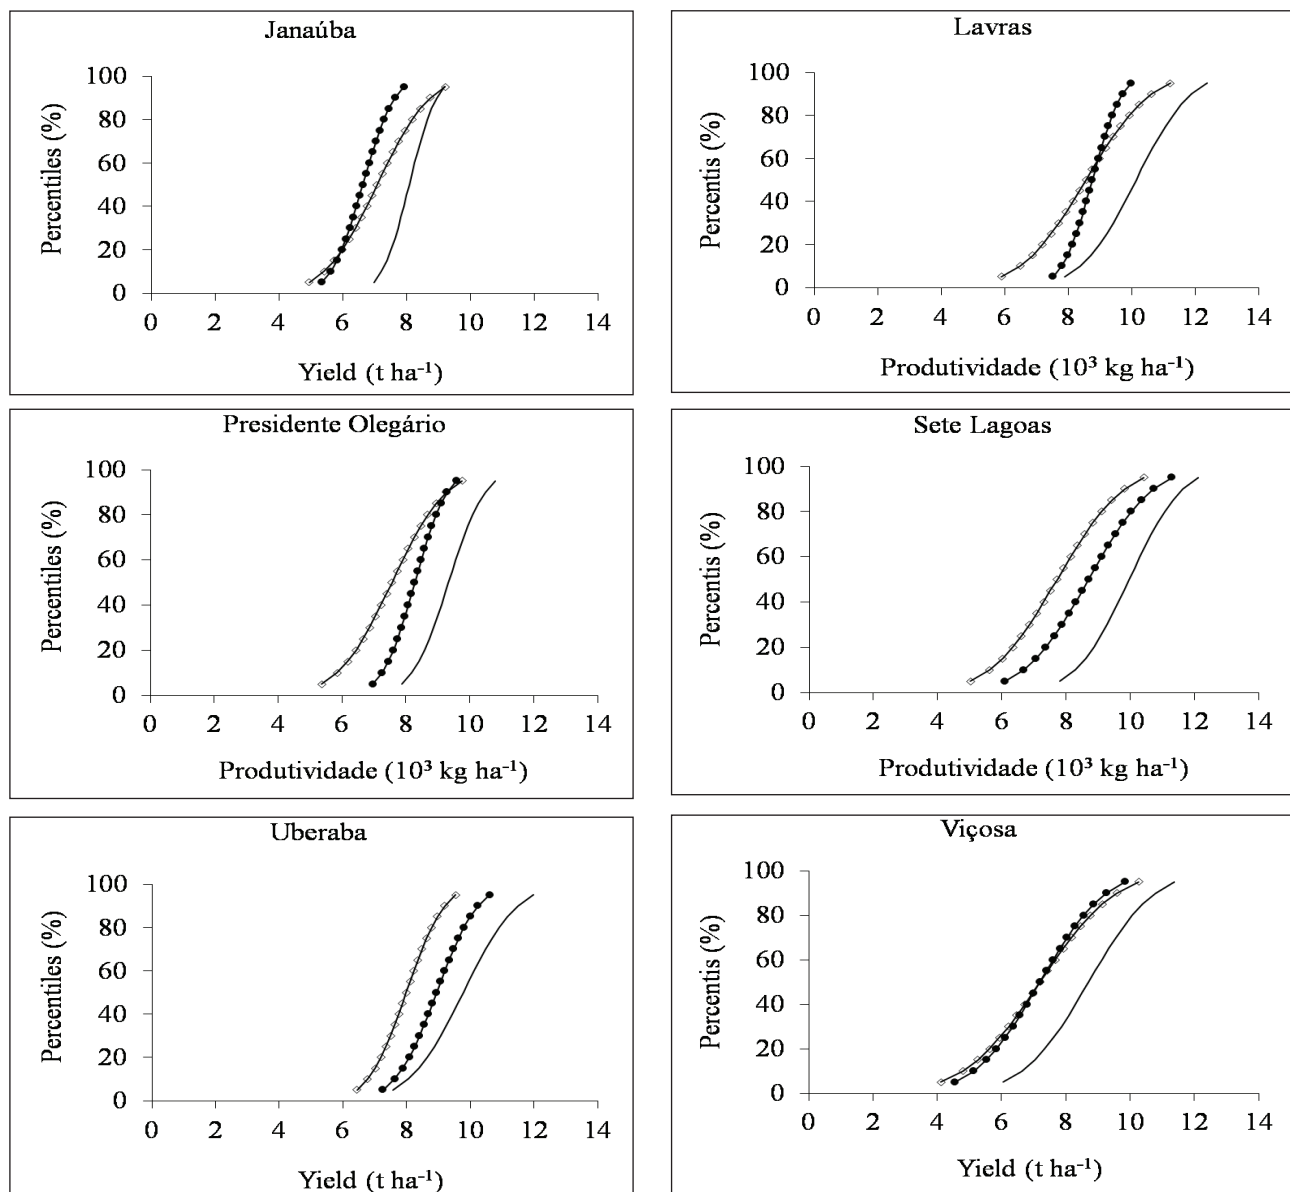 Janaúba
Percentiles (%)
100
80
60
40
20
0
0 2 4 6 8 10 12 14
Yield (t ha⁻¹)
Lavras
Percentis (%)
100
80
60
40
20
0
0 2 4 6 8 10 12 14
Produtividade (10³ kg ha⁻¹)
Presidente Olegário
Percentiles (%)
100
80
60
40
20
0
0 2 4 6 8 10 12 14
Produtividade (10³ kg ha⁻¹)
Sete Lagoas
Percentis (%)
100
80
60
40
20
0
0 2 4 6 8 10 12 14
Produtividade (10³ kg ha⁻¹)
Uberaba
Percentiles (%)
100
80
60
40
20
0
0 2 4 6 8 10 12 14
Yield (t ha⁻¹)
Viçosa
Percentis (%)
100
80
60
40
20
0
0 2 4 6 8 10 12 14
Yield (t ha⁻¹)